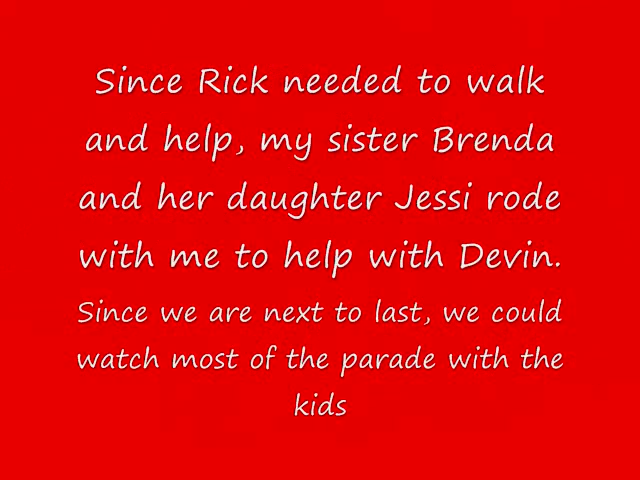 Since Rick needed to walk
and help, my sister Brenda
and her daughter Jessi rode
with me to help with Devin.
Since we are next to last, we could
watch most of the parade with the
kids